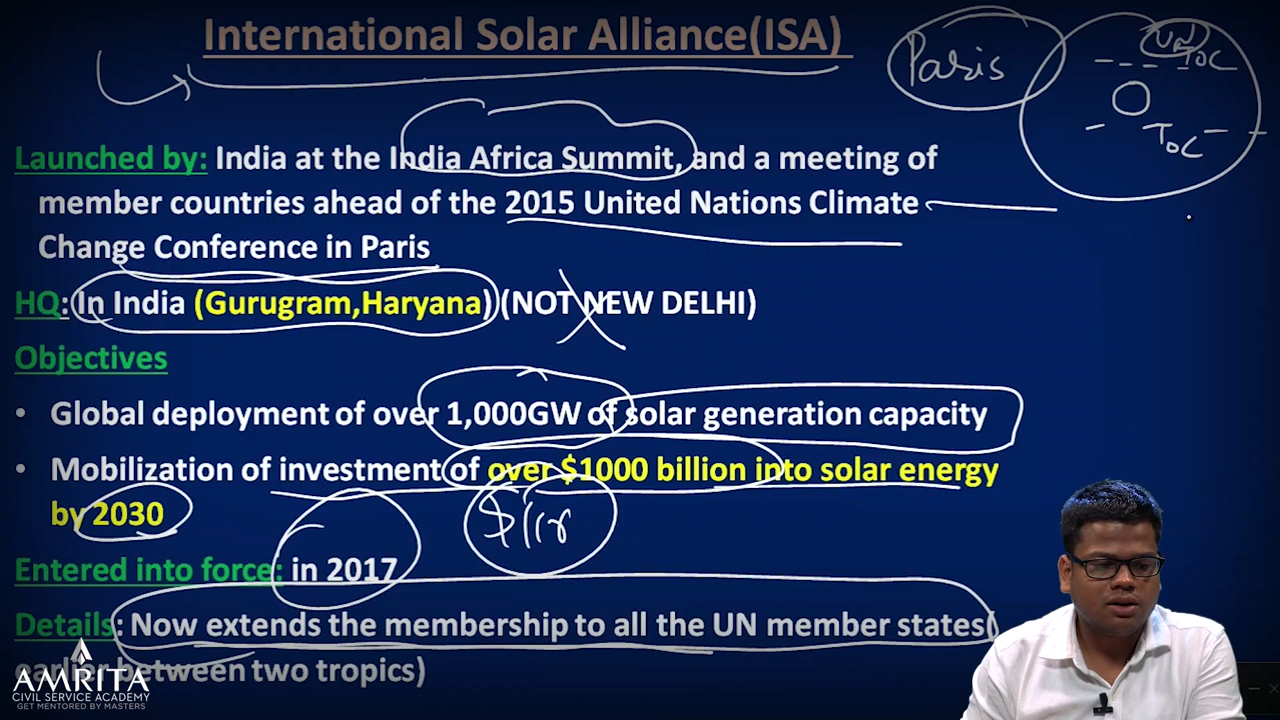 International Solar Alliance(ISA)
Paris
TOC
TOC
Launched by: India at the India Africa Summit, and a meeting of
member countries ahead of the 2015 United Nations Climate
Change Conference in Paris
HQ: In India (Gurugram,Haryana) (NOT NEW DELHI)
Objectives
• Global deployment of over 1,000GW of solar generation capacity
• Mobilization of investment of over $1000 billion into solar energy
by 2030
Entered into force: in 2017
Details: Now extends the membership to all the UN member states(
earlier between two tropics)
AMRITA
CIVIL SERVICE ACADEMY
GET MENTORED BY MASTERS